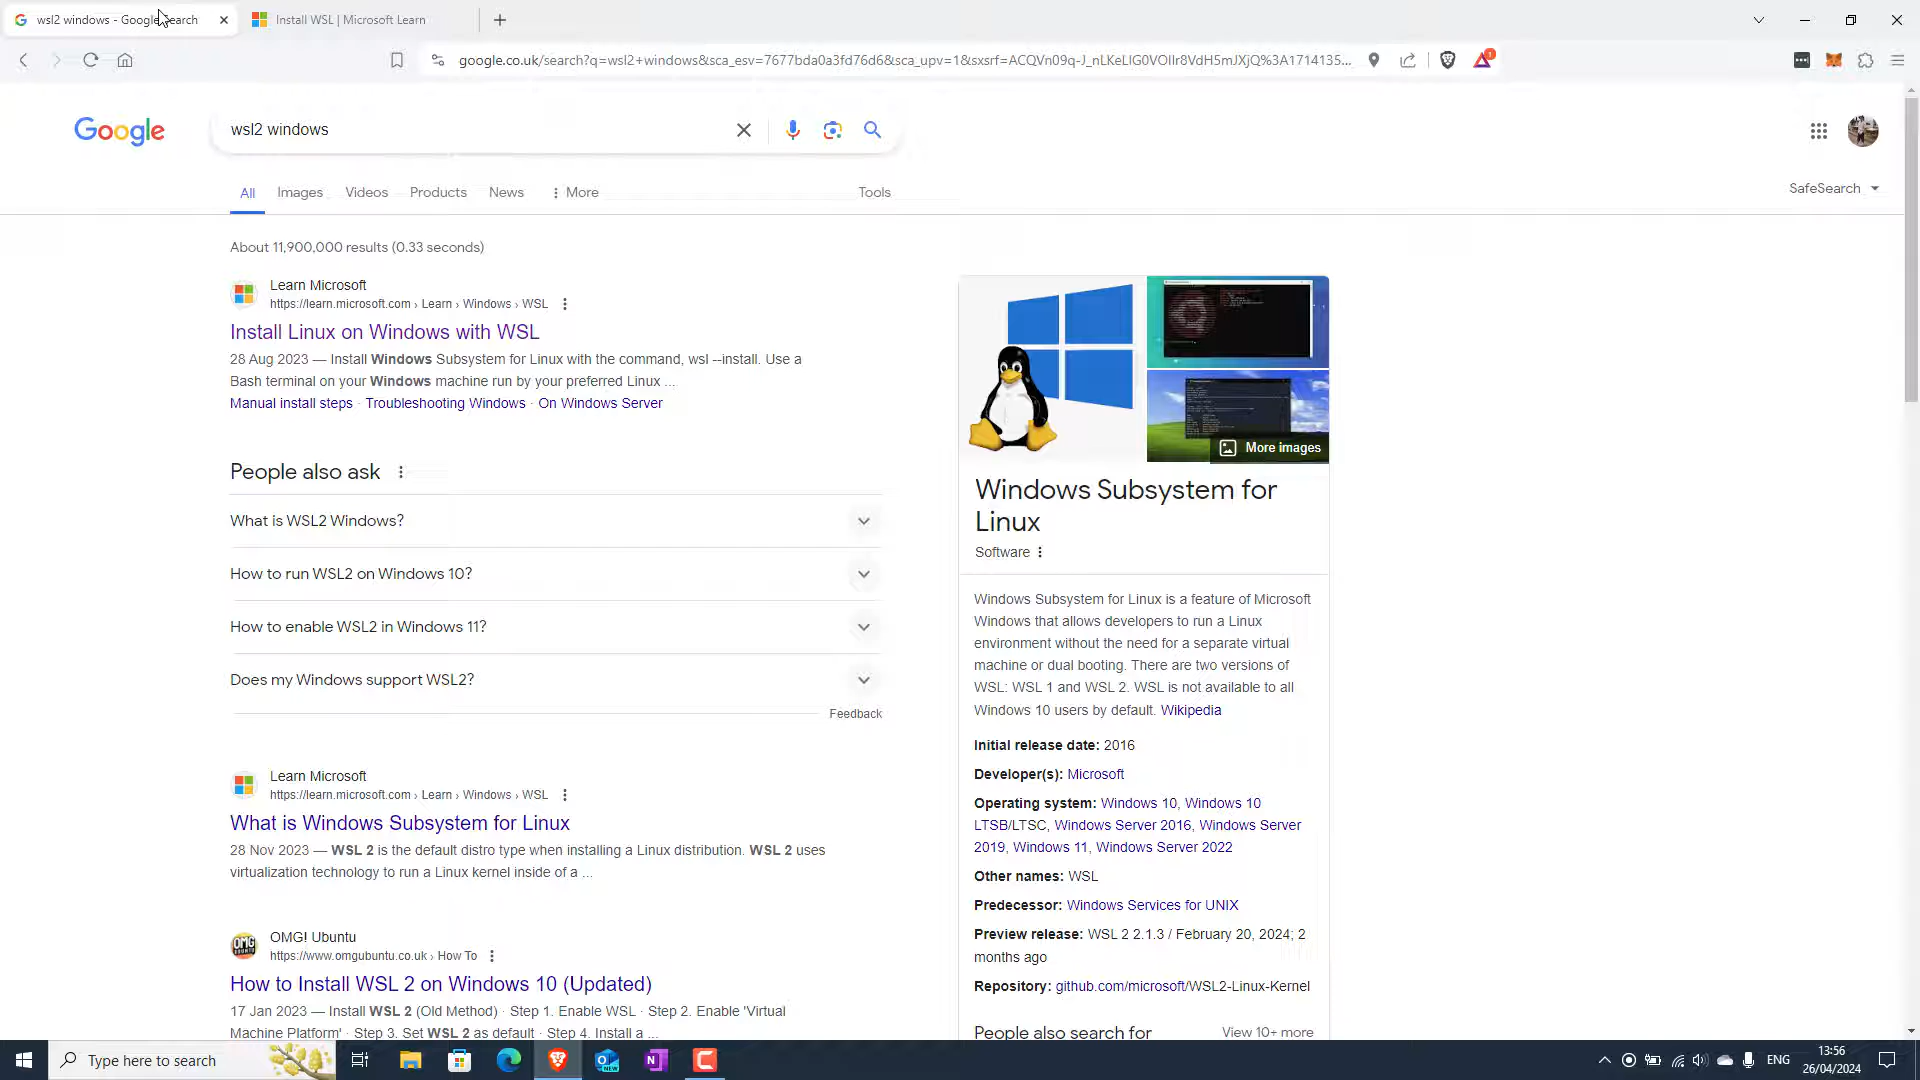 wsl2 windows - Google Search
Install WSL | Microsoft Learn
google.co.uk/search?q=wsl2+windows&sca_esv=7677bda0a3fd76d6&sca_upv=1&sxsrf=ACQVn09q-J_nLKeLIG0VOIIr8VdH5mJXjQ%3A1714135...
1
Google
wsl2 windows
All
Images
Videos
Products
News
More
Tools
SafeSearch
About 11,900,000 results (0.33 seconds)
Learn Microsoft
https://learn.microsoft.com › Learn › Windows › WSL
Install Linux on Windows with WSL
28 Aug 2023 — Install Windows Subsystem for Linux with the command, wsl --install. Use a
Bash terminal on your Windows machine run by your preferred Linux ...
Manual install steps · Troubleshooting Windows · On Windows Server
People also ask
What is WSL2 Windows?
How to run WSL2 on Windows 10?
How to enable WSL2 in Windows 11?
Does my Windows support WSL2?
Feedback
Learn Microsoft
https://learn.microsoft.com › Learn › Windows › WSL
What is Windows Subsystem for Linux
28 Nov 2023 — WSL 2 is the default distro type when installing a Linux distribution. WSL 2 uses
virtualization technology to run a Linux kernel inside of a ...
OMG! Ubuntu
https://www.omgubuntu.co.uk › How To
How to Install WSL 2 on Windows 10 (Updated)
17 Jan 2023 — Install WSL 2 (Old Method) · Step 1. Enable WSL · Step 2. Enable 'Virtual
Machine Platform' · Step 3. Set WSL 2 as default · Step 4. Install a ...
More images
Windows Subsystem for
Linux
Software
Windows Subsystem for Linux is a feature of Microsoft
Windows that allows developers to run a Linux
environment without the need for a separate virtual
machine or dual booting. There are two versions of
WSL: WSL 1 and WSL 2. WSL is not available to all
Windows 10 users by default. Wikipedia
Initial release date: 2016
Developer(s): Microsoft
Operating system: Windows 10, Windows 10
LTSB/LTSC, Windows Server 2016, Windows Server
2019, Windows 11, Windows Server 2022
Other names: WSL
Predecessor: Windows Services for UNIX
Preview release: WSL 2 2.1.3 / February 20, 2024; 2
months ago
Repository: github.com/microsoft/WSL2-Linux-Kernel
People also search for
View 10+ more
Type here to search
ENG
13:56
26/04/2024